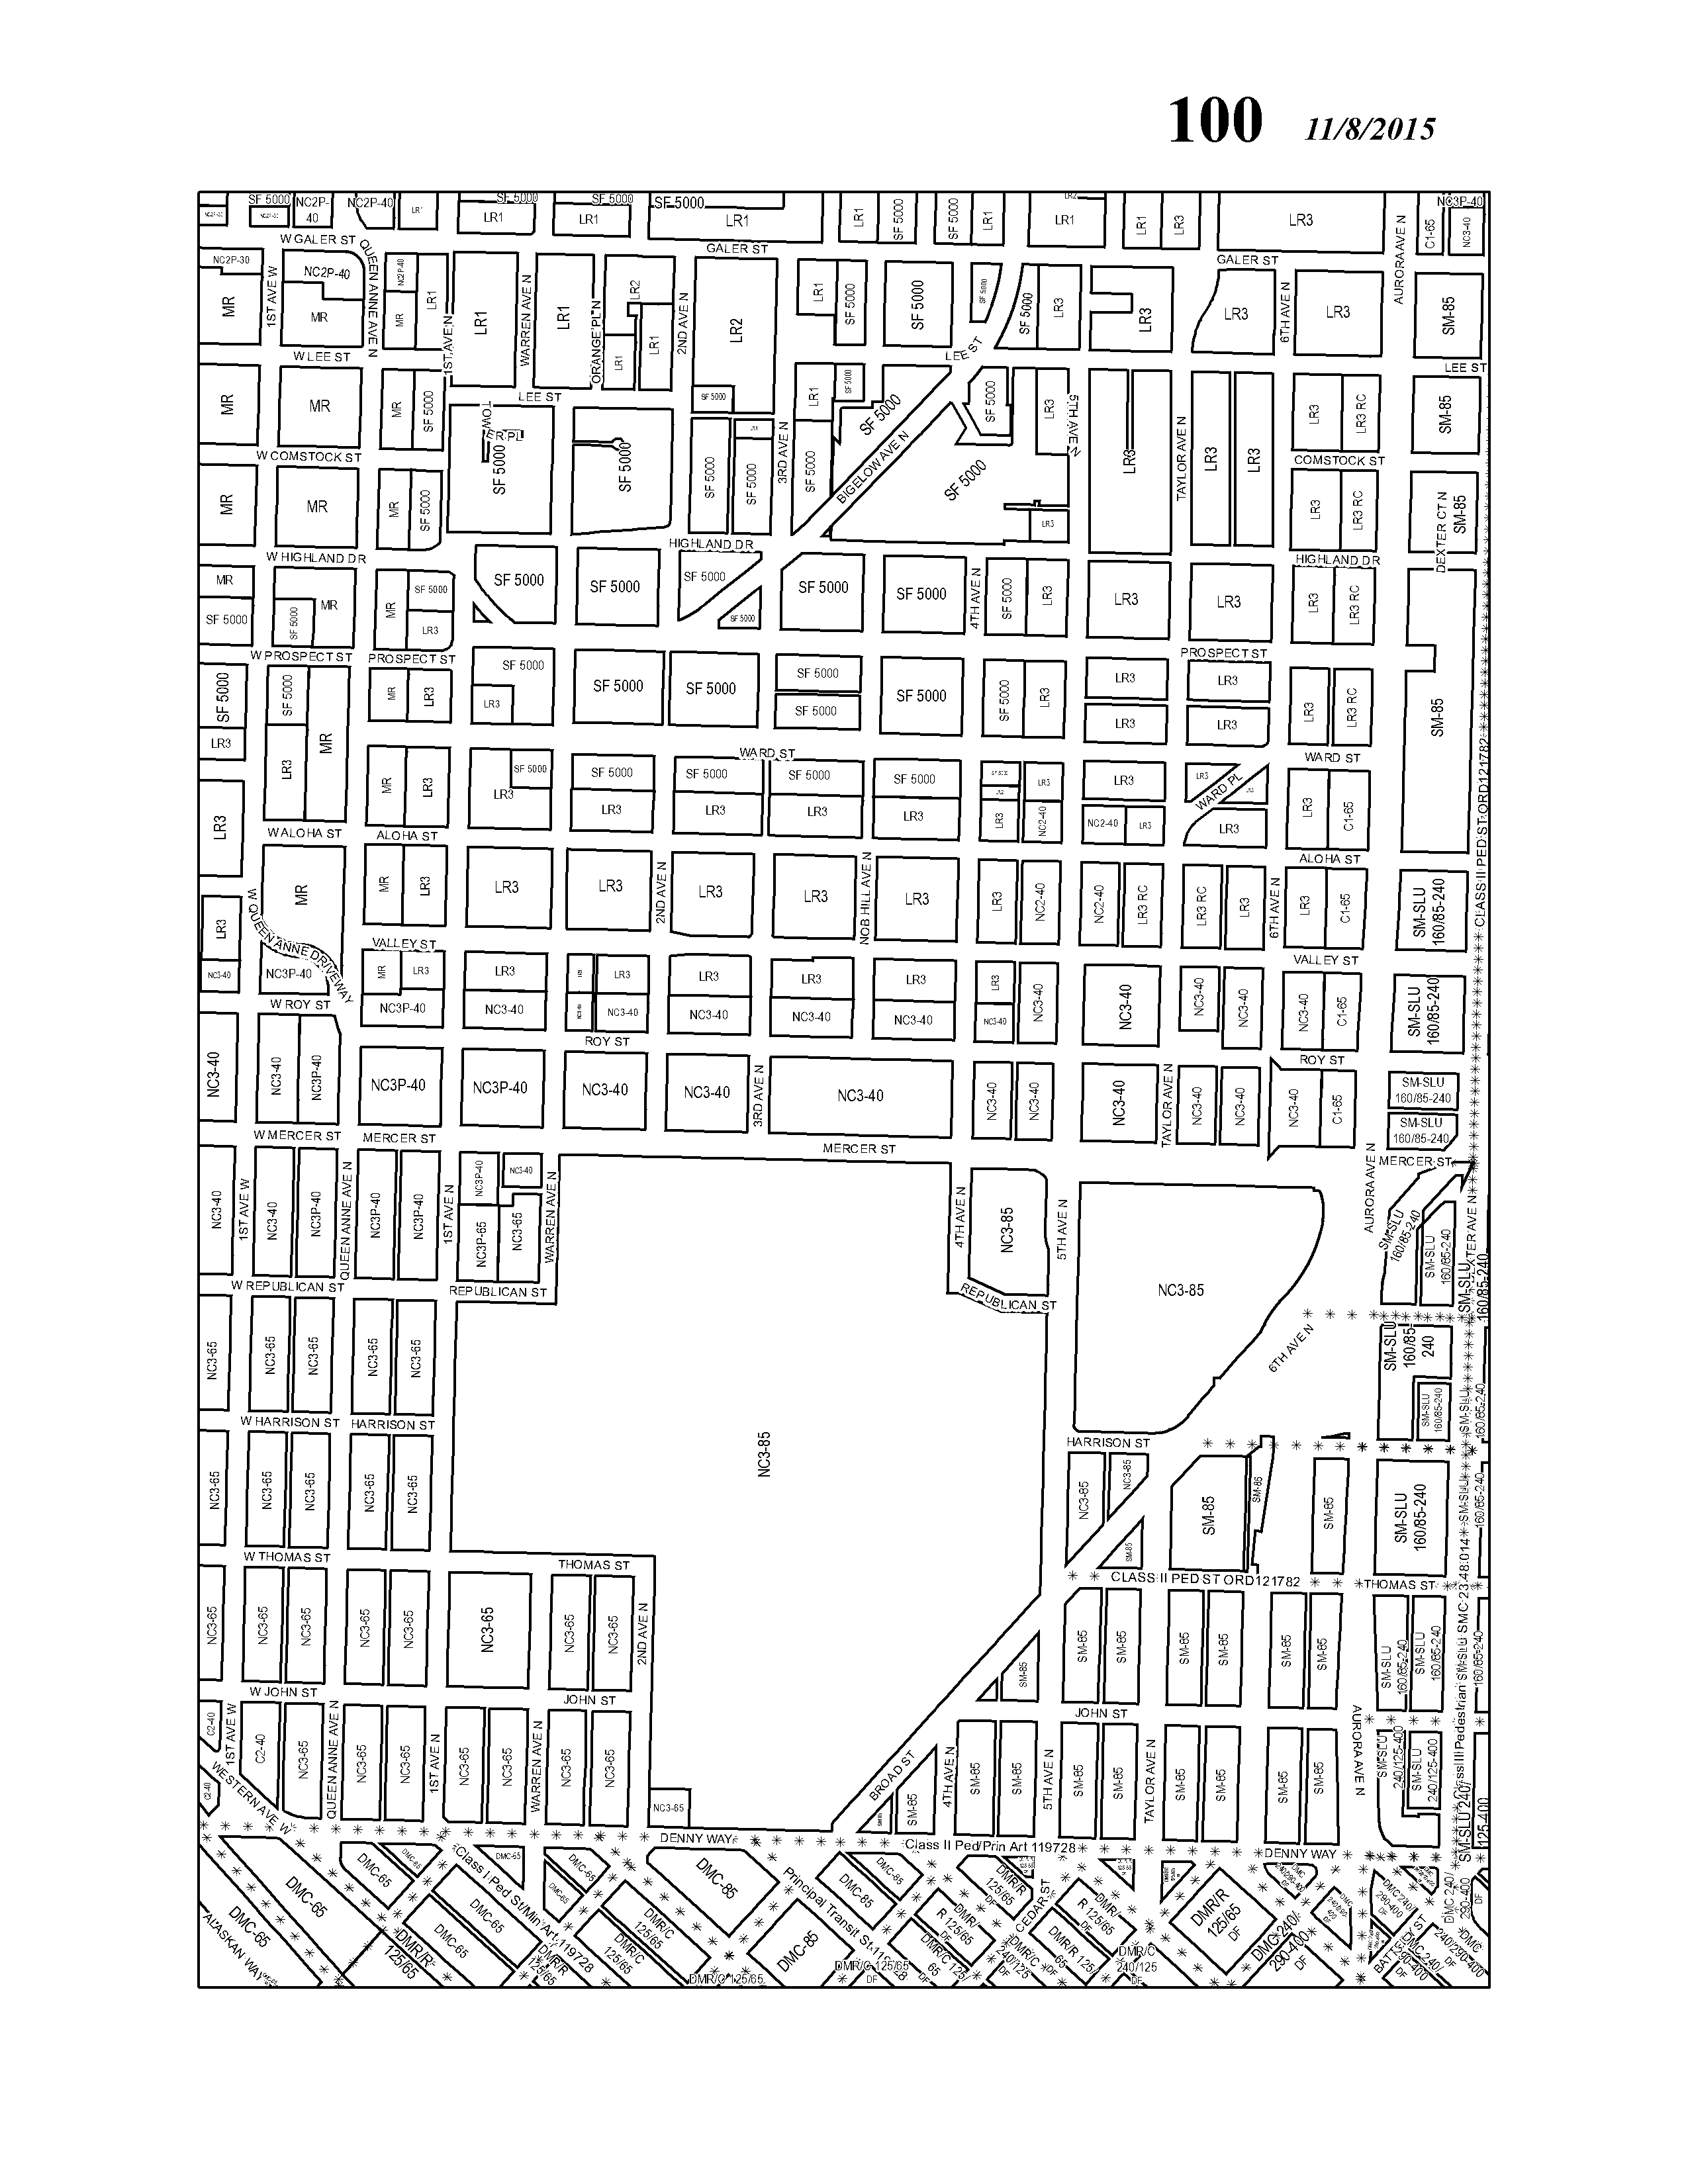 100 11/8/2015
SF 5000 NC2P-40 NC2P-40 LR1 SF 5000 LR1 SF 5000 LR1 SF 5000 LR1 LR1 SF 5000 SF 5000 LR1 LR1 LR1 LR3 LR3 C1-65 NC3P-40 NC3-40
W GALER ST GALER ST GALER ST
QUEEN ANNE AVE N
AURORA AVE N
NC2P-30 NC2P-40 NC2P-40
MR 1ST AVE W MR MR LR1 1ST AVE N LR1 WARREN AVE N LR1 ORANGE PL N LR2 LR1 LR1 2ND AVE N LR2 LR1 SF 5000 SF 5000 SF 5000 SF 5000 LR3 LR3 LR3 6TH AVE N LR3 SM-85
W LEE ST LEE ST LEE ST LEE ST
MR MR MR SF 5000 TOWER PL SF 5000 SF 5000 SF 5000 LR1 SF 5000 SF 5000 SF 5000 LR3 5TH AVE N LR3 TAYLOR AVE N LR3 LR3 LR3 LR3 RC SM-85
W COMSTOCK ST COMSTOCK ST
MR MR MR SF 5000 SF 5000 SF 5000 3RD AVE N SF 5000 BIGELOW AVE N SF 5000 LR3 LR3 LR3 RC DEXTER CT N SM-85
W HIGHLAND DR HIGHLAND DR HIGHLAND DR
MR SF 5000 SF 5000 MR MR SF 5000 LR3 SF 5000 SF 5000 SF 5000 SF 5000 SF 5000 SF 5000 4TH AVE N SF 5000 LR3 LR3 LR3 LR3 LR3 RC
W PROSPECT ST PROSPECT ST PROSPECT ST
SF 5000 LR3 SF 5000 LR3 MR MR LR3 SF 5000 LR3 SF 5000 SF 5000 SF 5000 SF 5000 SF 5000 SF 5000 LR3 LR3 LR3 LR3 LR3 LR3 LR3 RC SM-85
WARD ST WARD ST
LR3 MR LR3 SF 5000 LR3 SF 5000 LR3 SF 5000 LR3 SF 5000 LR3 SF 5000 LR3 LR3 LR3 NC2-40 LR3 NC2-40 LR3 LR3 WARD PL LR3 LR3 C1-65
CLASS II PED ST ORD121782
W ALOHA ST ALOHA ST ALOHA ST
LR3 W QUEEN ANNE DRIVEWAY MR MR LR3 LR3 LR3 2ND AVE N LR3 LR3 NOB HILL AVE N LR3 LR3 NC2-40 NC2-40 LR3 RC LR3 RC LR3 6TH AVE N LR3 C1-65 SM-SLU 160/85-240
VALLEY ST VALLEY ST
NC3-40 NC3P-40 MR LR3 NC3P-40 LR3 NC3-40 LR3 NC3-40 LR3 NC3-40 LR3 NC3-40 LR3 NC3-40 LR3 NC3-40 NC3-40 NC3-40 NC3-40 NC3-40 NC3-40 C1-65 SM-SLU 160/85-240
W ROY ST ROY ST ROY ST
NC3-40 NC3-40 NC3P-40 NC3P-40 NC3P-40 NC3-40 NC3-40 3RD AVE N NC3-40 NC3-40 NC3-40 NC3-40 TAYLOR AVE N NC3-40 NC3-40 NC3-40 C1-65 SM-SLU 160/85-240
SM-SLU 160/85-240
W MERCER ST MERCER ST MERCER ST MERCER ST
NC3-40 1ST AVE W NC3-40 NC3P-40 QUEEN ANNE AVE N NC3P-40 NC3P-40 1ST AVE N NC3P-40 NC3-40 NC3P-65 NC3-65 WARREN AVE N 4TH AVE N NC3-85 5TH AVE N NC3-85 AURORA AVE N SM-SLU 160/85-240 SM-SLU 160/85-240 DEXTER AVE N SM-SLU 160/85-240
W REPUBLICAN ST REPUBLICAN ST REPUBLICAN ST
NC3-65 NC3-65 NC3-65 NC3-65 NC3-65 6TH AVE N SM-SLU 160/85 240 SM-SLU 160/85-240 SM-SLU 160/85-240
W HARRISON ST HARRISON ST HARRISON ST
NC3-65 NC3-65 NC3-65 NC3-65 NC3-65 NC3-85 NC3-85 NC3-85 SM-85 SM-85 SM-85 SM-85 SM-SLU 160/85-240 SM-SLU 160/85-240
W THOMAS ST THOMAS ST CLASS II PED ST ORD121782 THOMAS ST
NC3-65 NC3-65 NC3-65 NC3-65 NC3-65 NC3-65 NC3-65 NC3-65 2ND AVE N SM-85 SM-85 SM-85 SM-85 SM-85 SM-85 SM-85 SM-SLU 160/85-240 SM-SLU 160/85-240 SM-SLU 160/85-240
Class III Pedestrian SMC 23.48.014
W JOHN ST JOHN ST JOHN ST
C2-40 1ST AVE W C2-40 NC3-65 QUEEN ANNE AVE N NC3-65 NC3-65 1ST AVE N NC3-65 NC3-65 WARREN AVE N NC3-65 NC3-65 NC3-65 BROAD ST SM-85 4TH AVE N SM-85 SM-85 5TH AVE N SM-85 SM-85 TAYLOR AVE N SM-85 SM-85 SM-85 SM-85 AURORA AVE N SM-SLU 240/125-400 SM-SLU 240/125-400 SM-SLU 240/125-400
C2-40 WESTERN AVE W
DENNY WAY Class II Ped/Prin Art 119728 DENNY WAY
DMC-65 DMC-65 DMC-65 DMC-65 DMC-65 DMC-65 DMC-65 DMC-65 DMC-65
ALASKAN WAY
Class I Ped St/Min Art 119728
DMR/R 125/65 DMR/R 125/65 DMR/C 125/65 DMR/C 125/65 DMC-85 DMC-85
Principal Transit St 119728
DMC-85 DMC-85 DMR/C 125/65 DMR/C 125/65 DF
DMR/R 125/65 DF DMR/R 125/65 DF DMR/C 125/65
CEDAR ST
DMR/C 240/125 DF DMR/R 125/65 DMR/R 125/65 DF DMR/C 240/125 DF
DMR/R 125/65 DF DMC 240/290-400 DF
BATTERY ST
DMC 240/290-400 DMC 240/290-400 DF DMC 240/290-400 DMC 240/290-400 DF